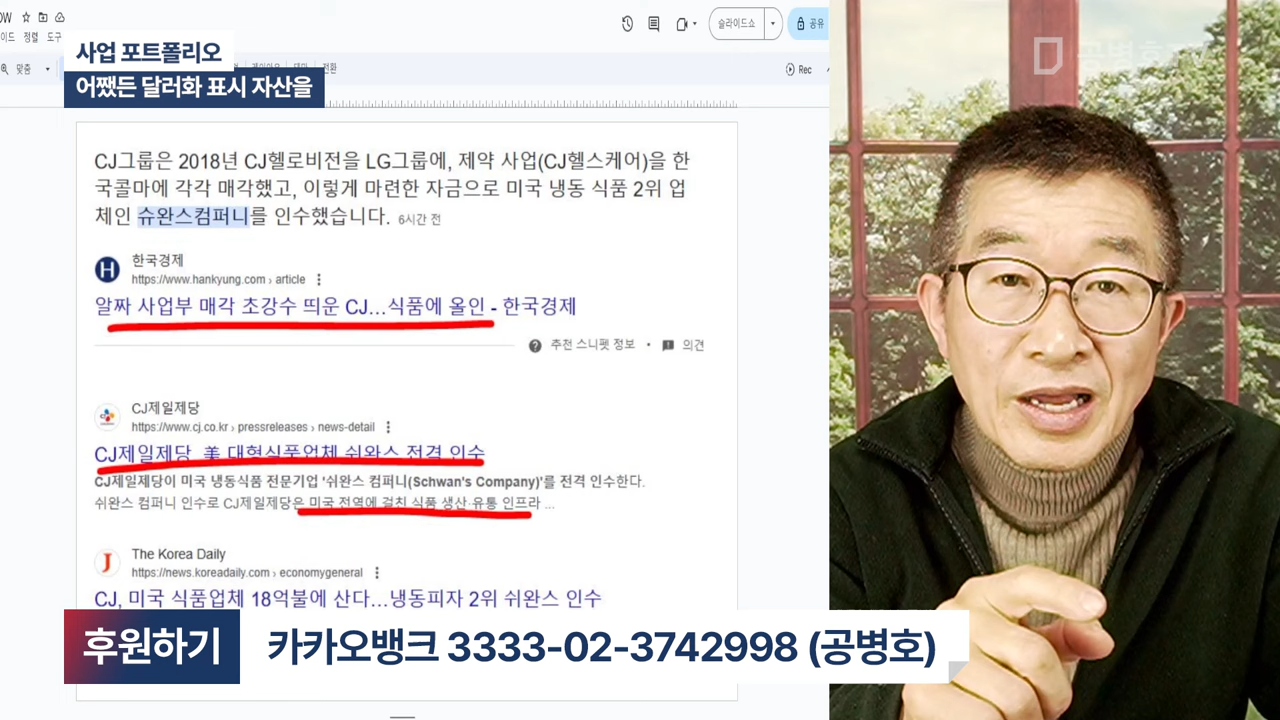 슬라이드쇼
공유
이드 정렬 도구
맞춤
전환
Rec
사업 포트폴리오
어쨌든 달러화 표시 자산을
공병호TV
CJ그룹은 2018년 CJ헬로비전을 LG그룹에, 제약 사업(CJ헬스케어)을 한
국콜마에 각각 매각했고, 이렇게 마련한 자금으로 미국 냉동 식품 2위 업
체인 슈완스컴퍼니를 인수했습니다. 6시간 전
한국경제
https://www.hankyung.com › article
알짜 사업부 매각 초강수 띄운 CJ...식품에 올인 - 한국경제
추천 스니펫 정보 • 의견
CJ제일제당
https://www.cj.co.kr › pressreleases › news-detail
CJ제일제당, 美 대형식품업체 쉬완스 전격 인수
CJ제일제당이 미국 냉동식품 전문기업 '쉬완스 컴퍼니(Schwan's Company)'를 전격 인수한다.
쉬완스 컴퍼니 인수로 CJ제일제당은 미국 전역에 걸친 식품 생산·유통 인프라 ...
The Korea Daily
https://news.koreadaily.com › economygeneral
CJ, 미국 식품업체 18억불에 산다...냉동피자 2위 쉬완스 인수
후원하기
카카오뱅크 3333-02-3742998 (공병호)